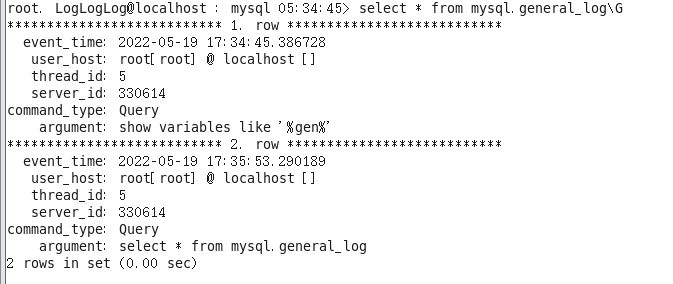 root. LogLogLog@localhost : mysql 05:34:45> select * from mysql.general_log\G
*************************** 1. row ***************************
event_time: 2022-05-19 17:34:45.386728
user_host: root[root] @ localhost []
thread_id: 5
server_id: 330614
command_type: Query
argument: show variables like '%gen%'
*************************** 2. row ***************************
event_time: 2022-05-19 17:35:53.290189
user_host: root[root] @ localhost []
thread_id: 5
server_id: 330614
command_type: Query
argument: select * from mysql.general_log
2 rows in set (0.00 sec)